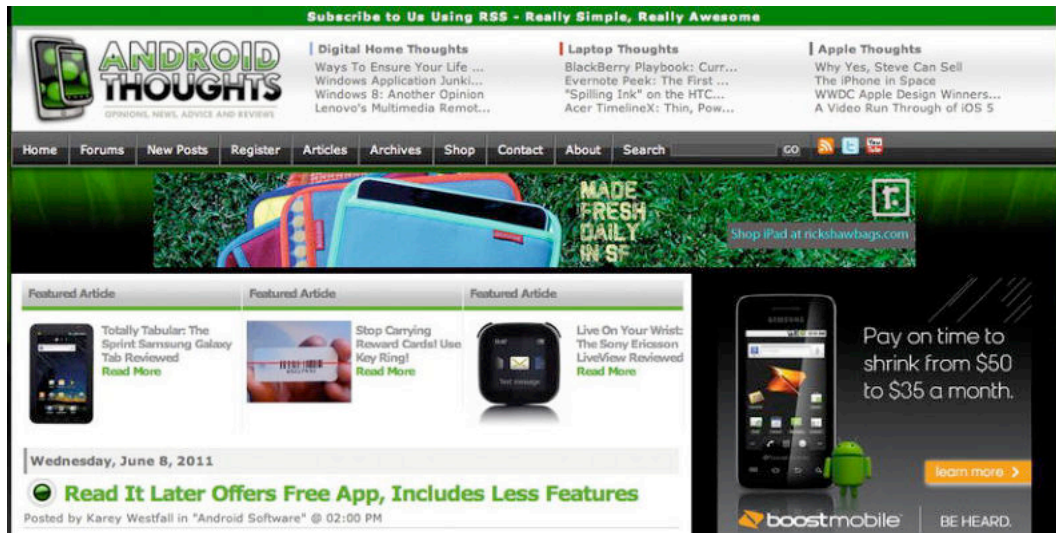 Subscribe to Us Using RSS - Really Simple, Really Awesome
ANDROID
THOUGHTS
OPINIONS, NEWS, ADVICE AND REVIEWS
Digital Home Thoughts
Ways To Ensure Your Life ...
Windows Application Junki...
Windows 8: Another Opinion
Lenovo's Multimedia Remot...
Laptop Thoughts
BlackBerry Playbook: Curr...
Evernote Peek: The First ...
"Spilling Ink" on the HTC...
Acer TimelineX: Thin, Pow...
Apple Thoughts
Why Yes, Steve Can Sell
The iPhone in Space
WWDC Apple Design Winners...
A Video Run Through of iOS 5
Home Forums New Posts Register Articles Archives Shop Contact About Search GO You Tube
MADE
FRESH
DAILY
IN SF
r.
Shop iPad at rickshawbags.com
Featured Article
Totally Tabular: The
Sprint Samsung Galaxy
Tab Reviewed
Read More
Featured Article
Stop Carrying
Reward Cards! Use
Key Ring!
Read More
Featured Article
Text message
Live On Your Wrist:
The Sony Ericsson
LiveView Reviewed
Read More
SAMSUNG
Pay on time to
shrink from $50
to $35 a month.
learn more >
boostmobile
BE HEARD.
Wednesday, June 8, 2011
Read It Later Offers Free App, Includes Less Features
Posted by Karey Westfall in "Android Software" @ 02:00 PM